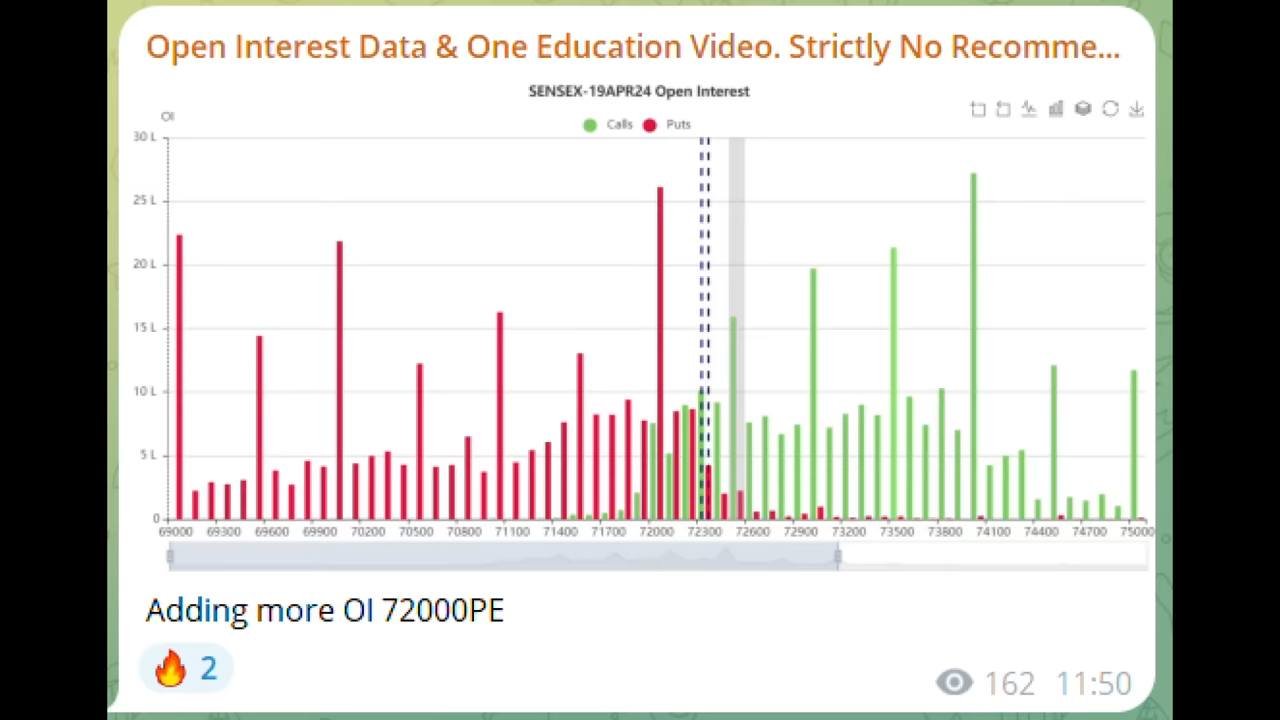 Open Interest Data & One Education Video. Strictly No Recomme...
SENSEX-19APR24 Open Interest
OI
Calls Puts
30 L
25 L
20 L
15 L
10 L
5 L
0
69000 69300 69600 69900 70200 70500 70800 71100 71400 71700 72000 72300 72600 72900 73200 73500 73800 74100 74400 74700 75000
Adding more OI 72000PE
🔥 2
162 11:50